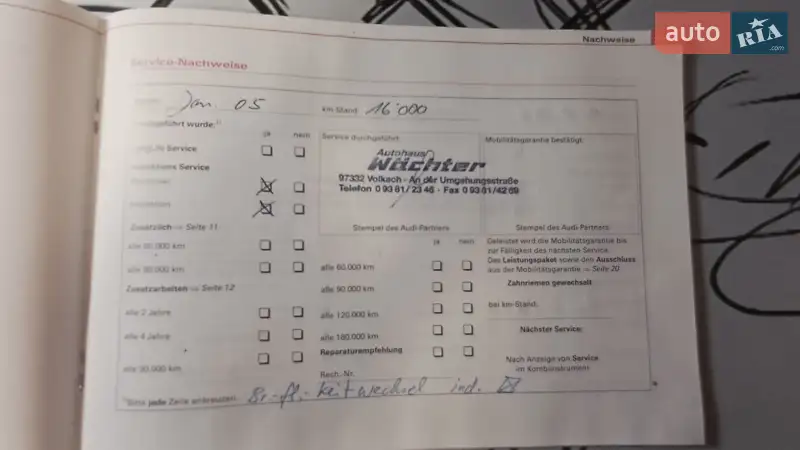 Nachweise
auto RIA .com
Service-Nachweise
Jan. 05
km-Stand: 16'000
ja nein
Service durchgeführt:
Mobilitätsgarantie bestätigt:
Service
Service
Autohaus
Wächter
97332 Volkach - An der Umgehungsstraße
Telefon 0 93 81/23 46 - Fax 0 93 81/42 69
Zusätzlich ⇒ Seite 11
Stempel des Audi-Partners
Stempel des Audi-Partners
ja nein
alle 60.000 km
alle 90.000 km
alle 60.000 km
Geleistet wird die Mobilitätsgarantie bis
zur Fälligkeit des nächsten Service.
Das Leistungspaket sowie den Ausschluss
aus der Mobilitätsgarantie ⇒ Seite 20
Zusatzarbeiten ⇒ Seite 12
alle 90.000 km
Zahnriemen gewechselt
alle 2 Jahre
alle 120.000 km
bei km-Stand:
alle 4 Jahre
alle 180.000 km
Nächster Service:
alle 90.000 km
Reparaturempfehlung
Rech.-Nr.
Nach Anzeige von Service
im Kombiinstrument
Bitte jede Zeile ankreuzen